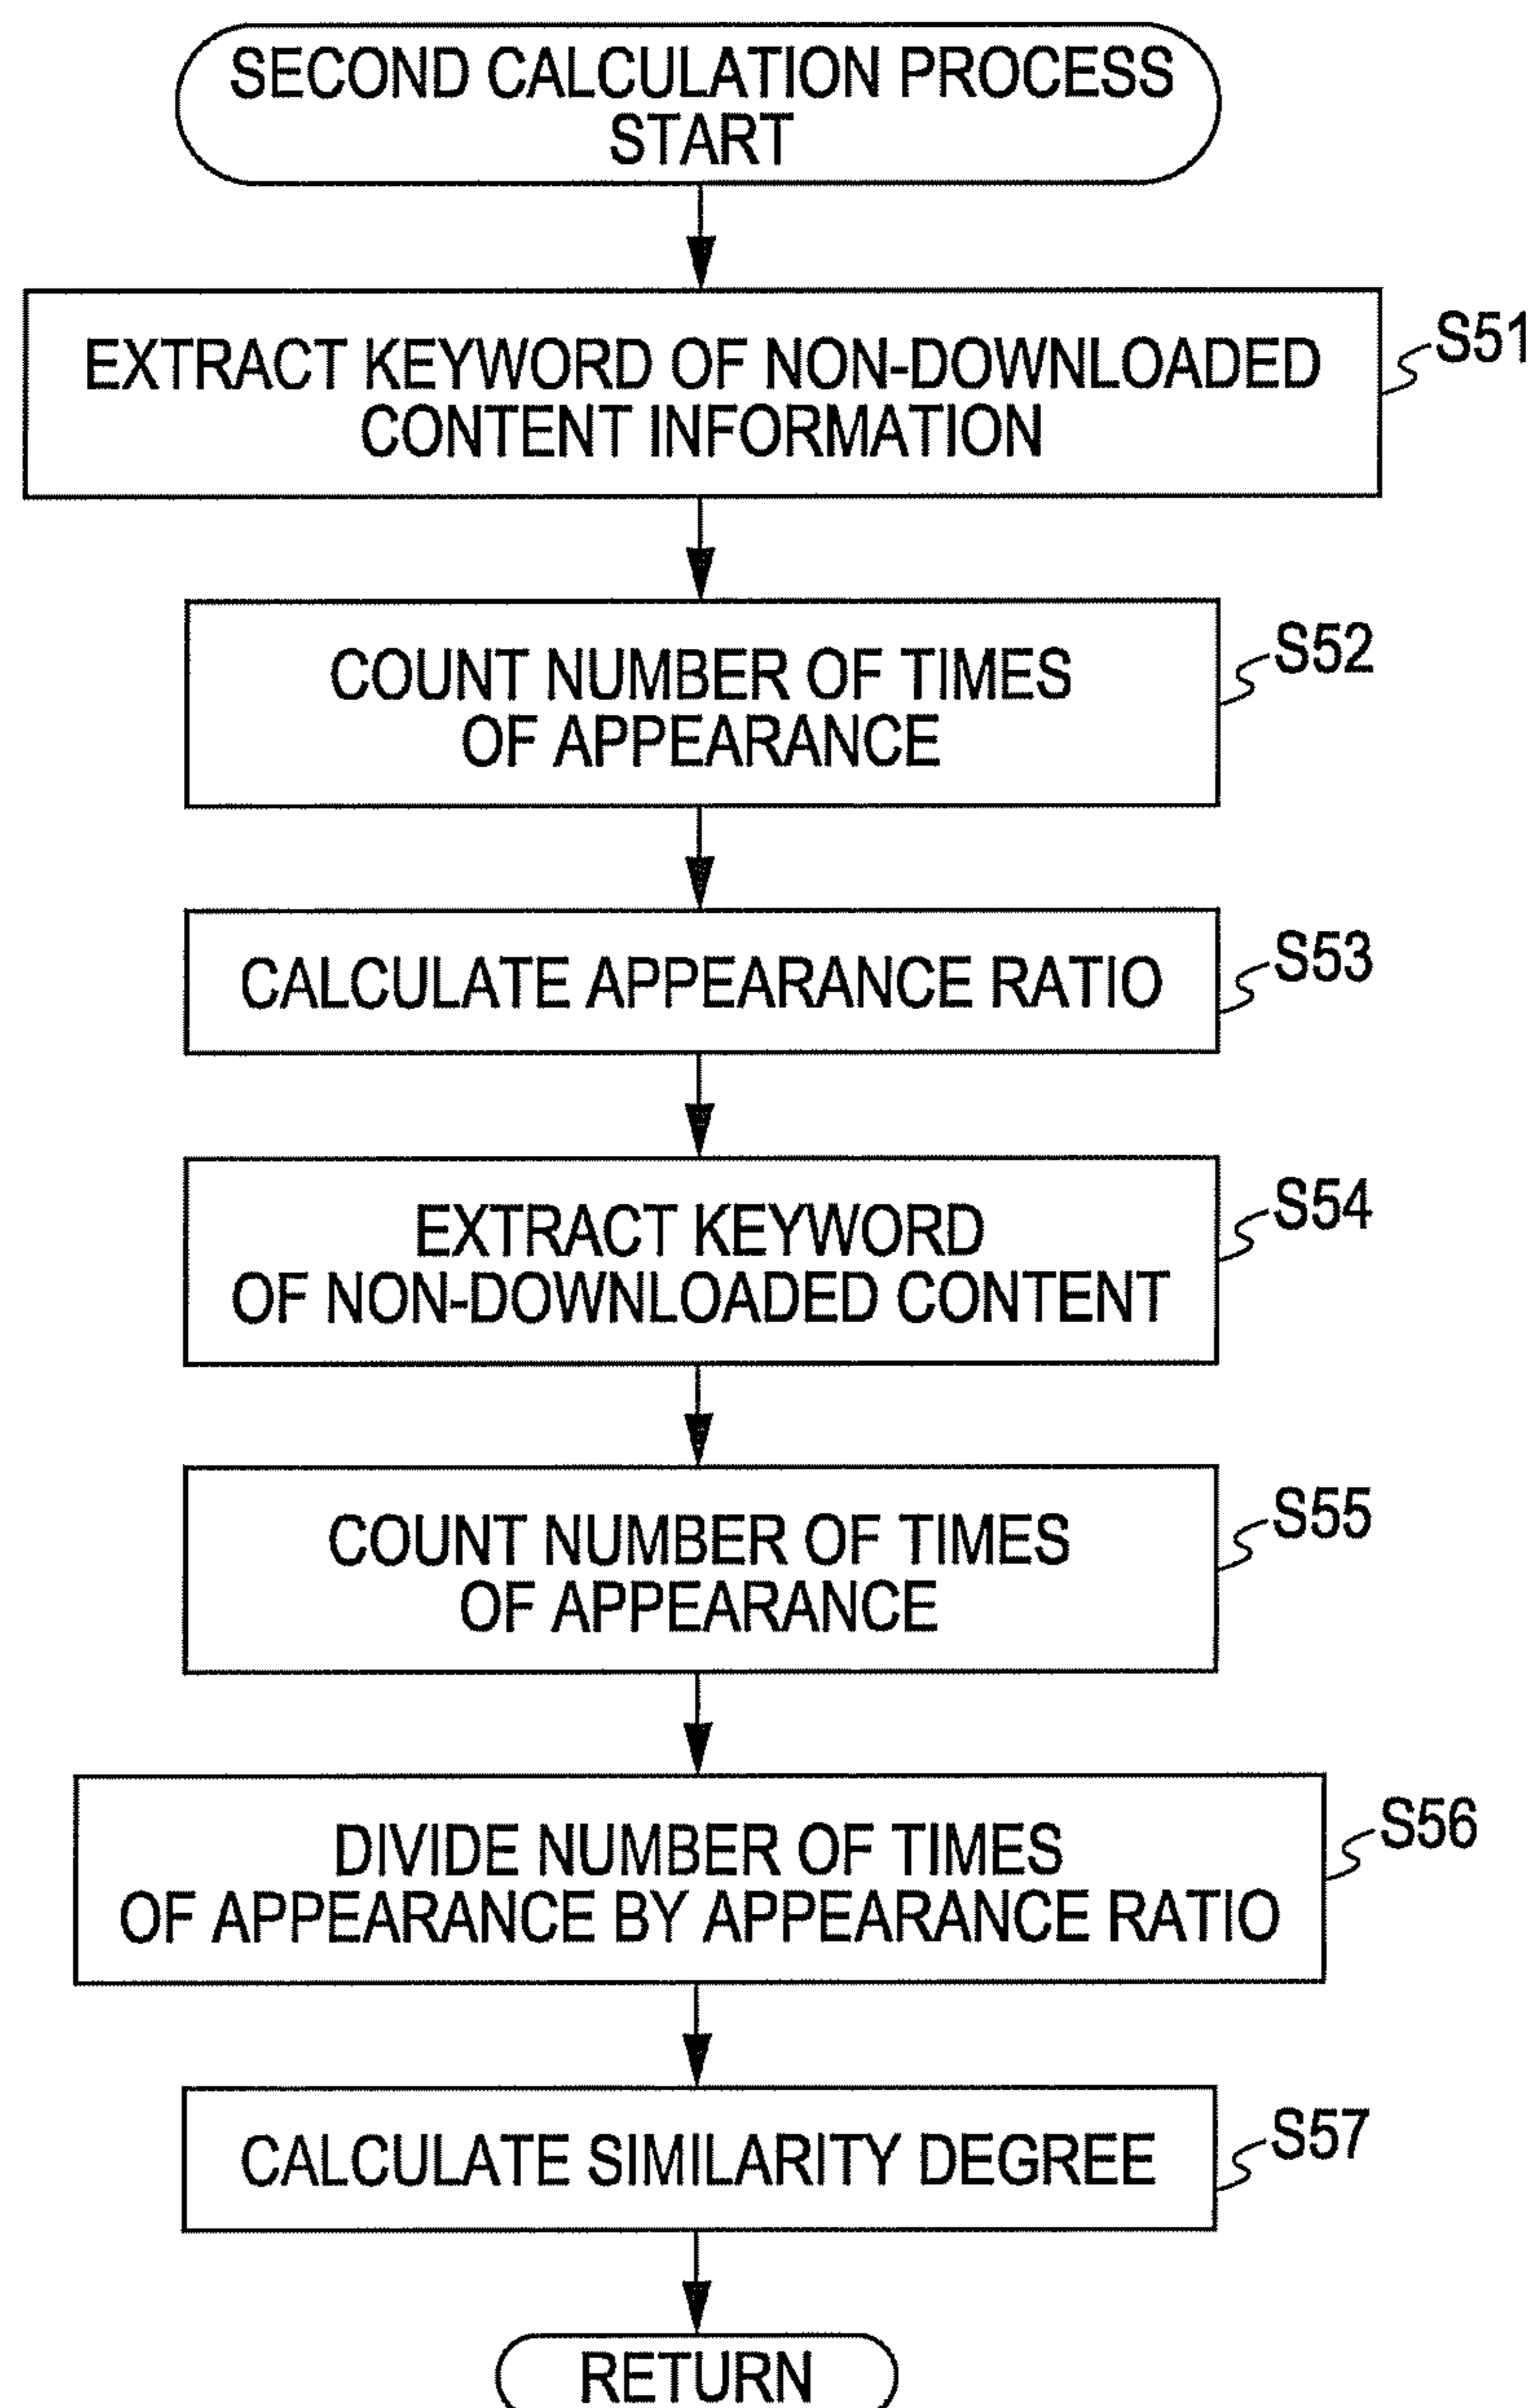 SECOND CALCULATION PROCESS
START
EXTRACT KEYWORD OF NON-DOWNLOADED
CONTENT INFORMATION
S51
COUNT NUMBER OF TIMES
OF APPEARANCE
S52
CALCULATE APPEARANCE RATIO
S53
EXTRACT KEYWORD
OF NON-DOWNLOADED CONTENT
S54
COUNT NUMBER OF TIMES
OF APPEARANCE
S55
DIVIDE NUMBER OF TIMES
OF APPEARANCE BY APPEARANCE RATIO
S56
CALCULATE SIMILARITY DEGREE
S57
RETURN